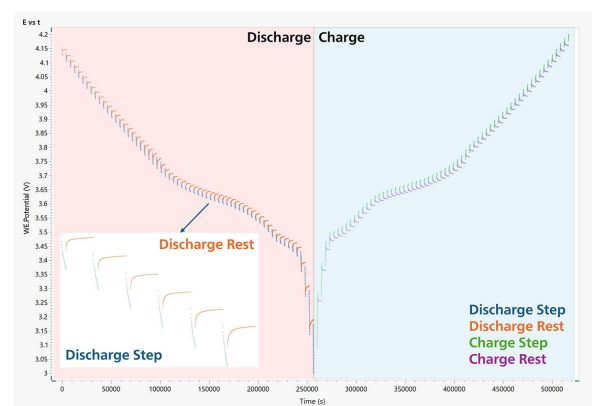 E vs t
Discharge Charge
4.2
4.15
4.1
4.05
4
3.95
3.9
3.85
3.8
3.75
3.7
3.65
3.6
3.55
3.5
3.45
3.4
3.35
3.3
3.25
3.2
3.15
3.1
3.05
3
WE.Potential (V)
Discharge Rest
Discharge Step
Discharge Step
Discharge Rest
Charge Step
Charge Rest
0 50000 100000 150000 200000 250000 300000 350000 400000 450000 500000
Time (s)